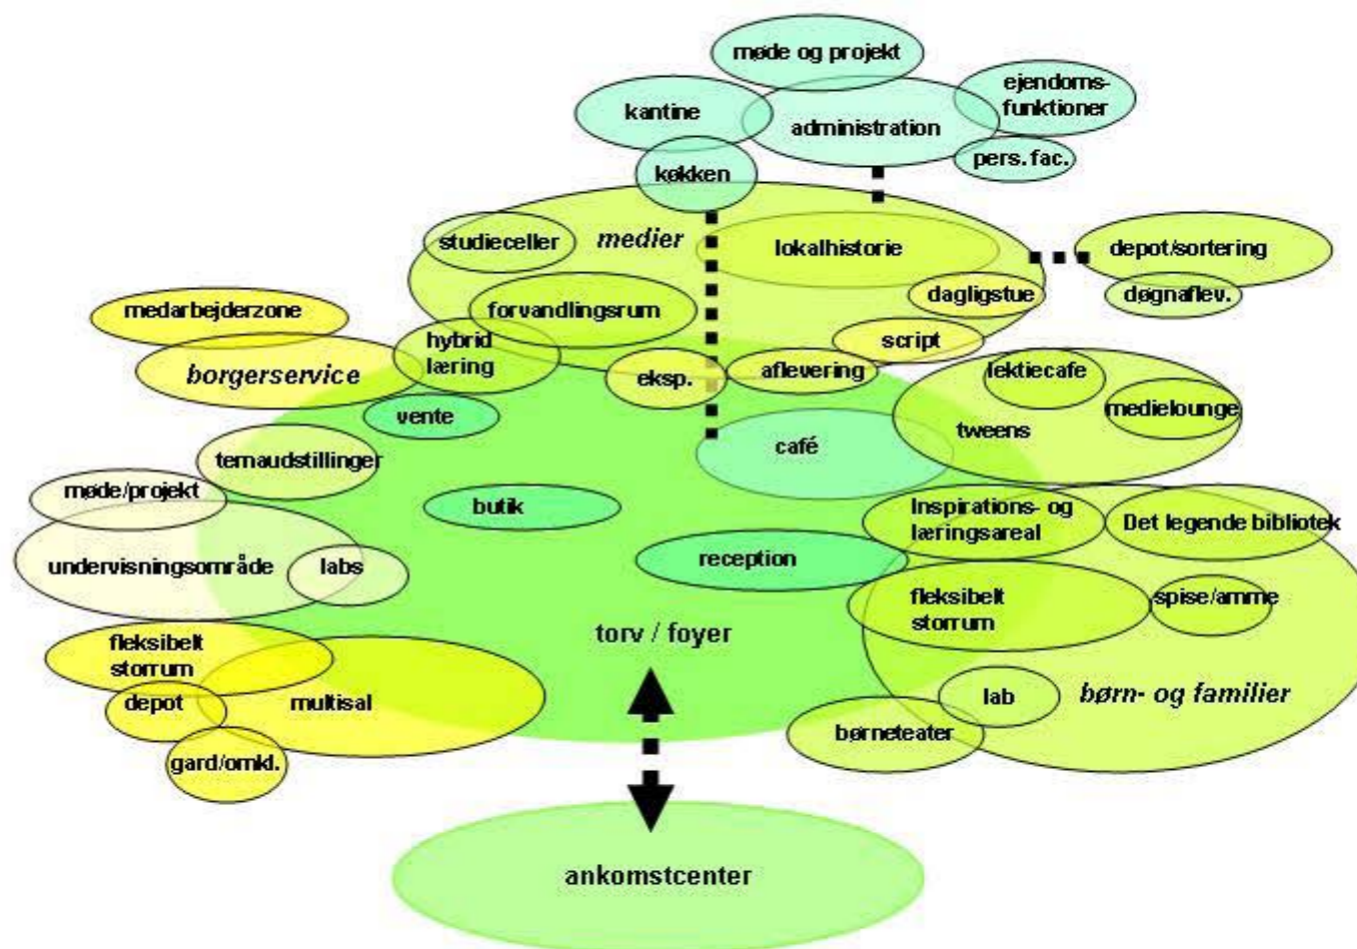 møde og projekt
ejendoms-
funktioner
kantine
administration
pers. fac.
køkken
studieceller
medier
lokalhistorie
depot/sortering
dagligstue
døgnaflev.
medarbejderzone
forvandlingsrum
hybrid
læring
script
borgerservice
eksp.
aflevering
lektiecafe
medielounge
vente
tweens
café
temaudstillinger
møde/projekt
butik
Inspirations- og
læringsareal
Det legende bibliotek
undervisningsområde
labs
reception
fleksibelt
storrum
spise/amme
torv / foyer
fleksibelt
storrum
depot
multisal
lab
børn- og familier
børneteater
gard/omkl.
ankomstcenter